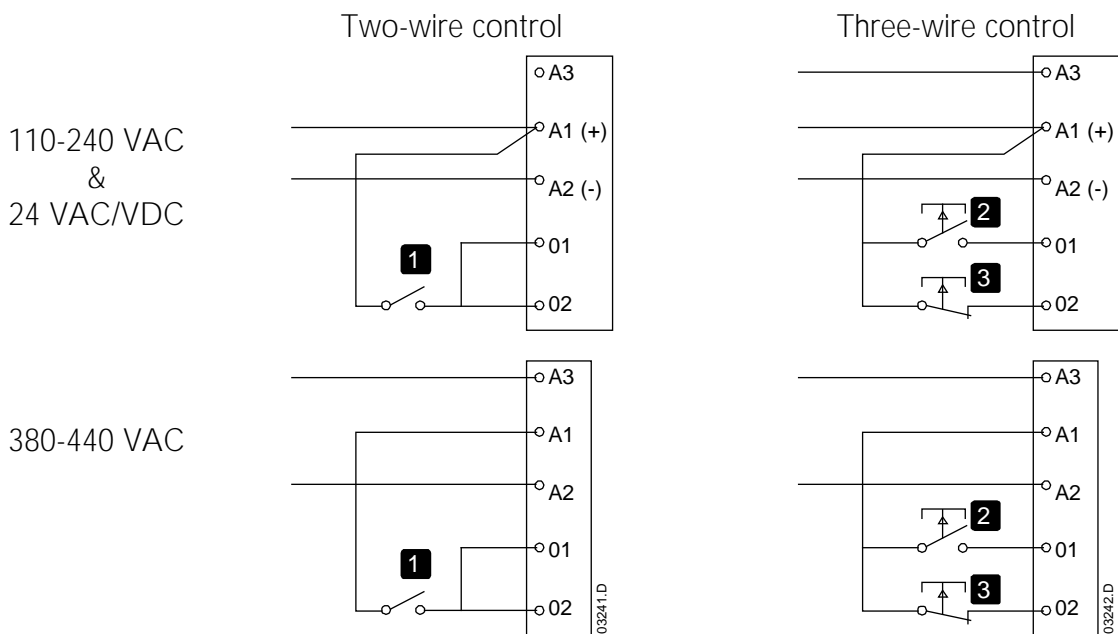 Two-wire control
Three-wire control
110-240 VAC
&
24 VAC/VDC
A3
A1 (+)
A2 (-)
01
02
1
A3
A1 (+)
A2 (-)
01
02
2
3
380-440 VAC
A3
A1
A2
01
02
1
03241.D
A3
A1
A2
01
02
2
3
03242.D